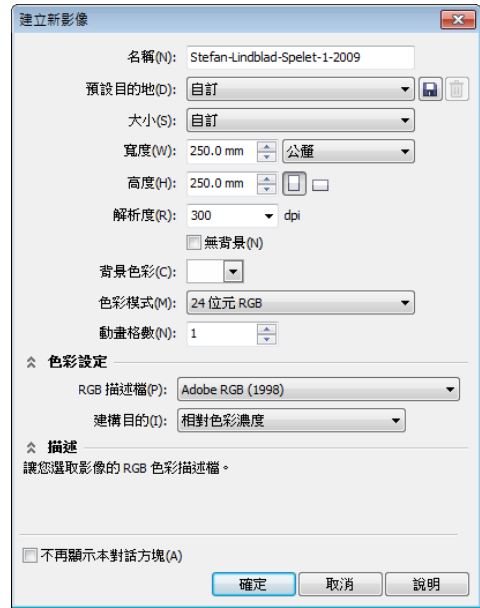 建立新影像
名稱(N): Stefan-Lindblad-Spelet-1-2009
預設目的地(D): 自訂
大小(S): 自訂
寬度(W): 250.0 mm 公釐
高度(H): 250.0 mm
解析度(R): 300 dpi
無背景(N)
背景色彩(C):
色彩模式(M): 24 位元 RGB
動畫格數(N): 1
色彩設定
RGB 描述檔(P): Adobe RGB (1998)
建構目的(I): 相對色彩濃度
描述
讓您選取影像的 RGB 色彩描述檔。
不再顯示本對話方塊(A)
確定 取消 說明